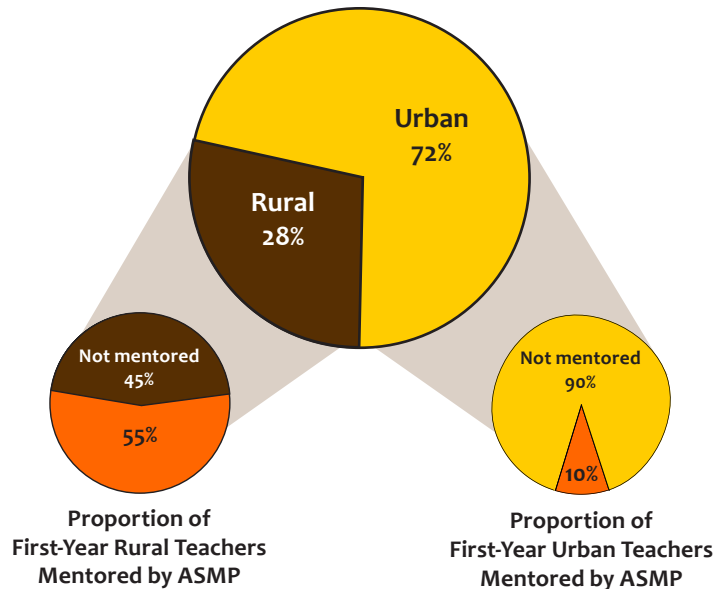 Urban
72%
Rural
28%
Not mentored
45%
55%
Proportion of
First-Year Rural Teachers
Mentored by ASMP
Not mentored
90%
10%
Proportion of
First-Year Urban Teachers
Mentored by ASMP